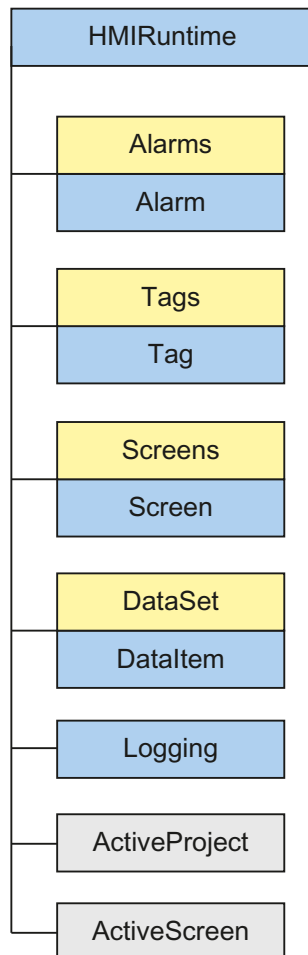 HMIRuntime
Alarms
Alarm
Tags
Tag
Screens
Screen
DataSet
DataItem
Logging
ActiveProject
ActiveScreen